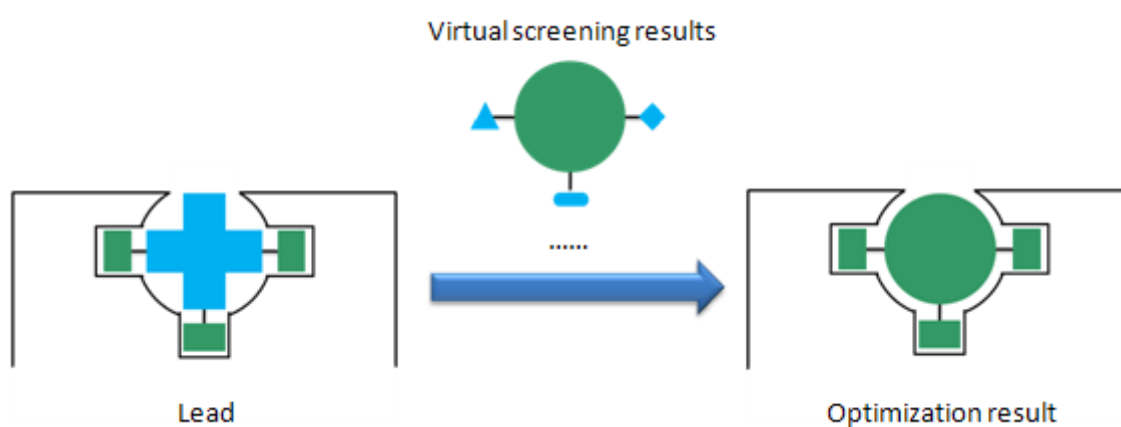 Virtual screening results
......
Lead
Optimization result